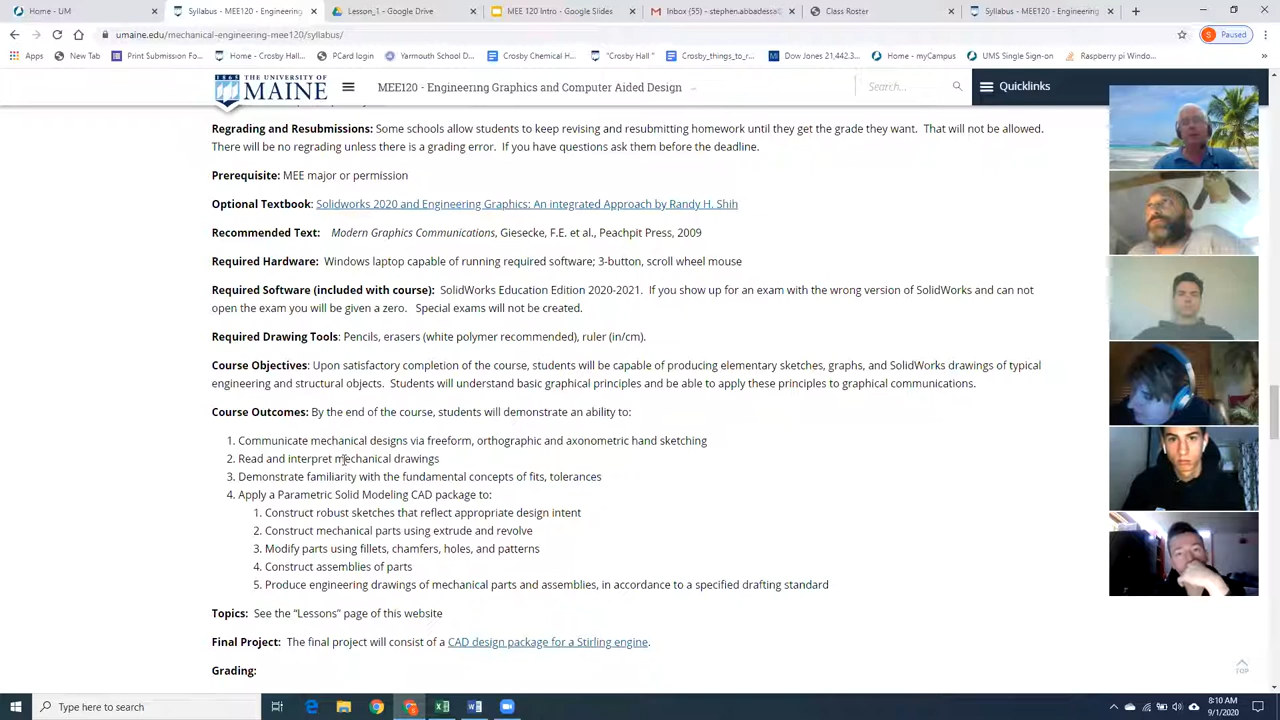 Home - UM
Syllabus - MEE120 - Engineering
Lesson_I_ - Google Drive
MEE 120 Intro - Google Slides
Inbox (55) - stephen.abbadessa
Class Roster
Syllabus - MEE120 - Engineering
umaine.edu/mechanical-engineering-mee120/syllabus/
S Paused
Apps New Tab Print Submission Fo... Home - Crosby Hall PCard login Yarmouth School D... Crosby Chemical Or... "Crosby Hall " Crosby_things_to_r... Dow Jones 21,442.3... Home - myCampus UMS Single Sign-on Raspberry pi Windo...
1865 THE UNIVERSITY OF
MAINE
MEE120 - Engineering Graphics and Computer Aided Design
Search...
Quicklinks
Regrading and Resubmissions: Some schools allow students to keep revising and resubmitting homework until they get the grade they want. That will not be allowed.
There will be no regrading unless there is a grading error. If you have questions ask them before the deadline.
Prerequisite: MEE major or permission
Optional Textbook: Solidworks 2020 and Engineering Graphics: An integrated Approach by Randy H. Shih
Recommended Text: Modern Graphics Communications, Giesecke, F.E. et al., Peachpit Press, 2009
Required Hardware: Windows laptop capable of running required software; 3-button, scroll wheel mouse
Required Software (included with course): SolidWorks Education Edition 2020-2021. If you show up for an exam with the wrong version of SolidWorks and can not
open the exam you will be given a zero. Special exams will not be created.
Required Drawing Tools: Pencils, erasers (white polymer recommended), ruler (in/cm).
Course Objectives: Upon satisfactory completion of the course, students will be capable of producing elementary sketches, graphs, and SolidWorks drawings of typical
engineering and structural objects. Students will understand basic graphical principles and be able to apply these principles to graphical communications.
Course Outcomes: By the end of the course, students will demonstrate an ability to:
1. Communicate mechanical designs via freeform, orthographic and axonometric hand sketching
2. Read and interpret mechanical drawings
3. Demonstrate familiarity with the fundamental concepts of fits, tolerances
4. Apply a Parametric Solid Modeling CAD package to:
1. Construct robust sketches that reflect appropriate design intent
2. Construct mechanical parts using extrude and revolve
3. Modify parts using fillets, chamfers, holes, and patterns
4. Construct assemblies of parts
5. Produce engineering drawings of mechanical parts and assemblies, in accordance to a specified drafting standard
Topics: See the "Lessons" page of this website
Final Project: The final project will consist of a CAD design package for a Stirling engine.
Grading:
TOP
Type here to search
8:10 AM
9/1/2020